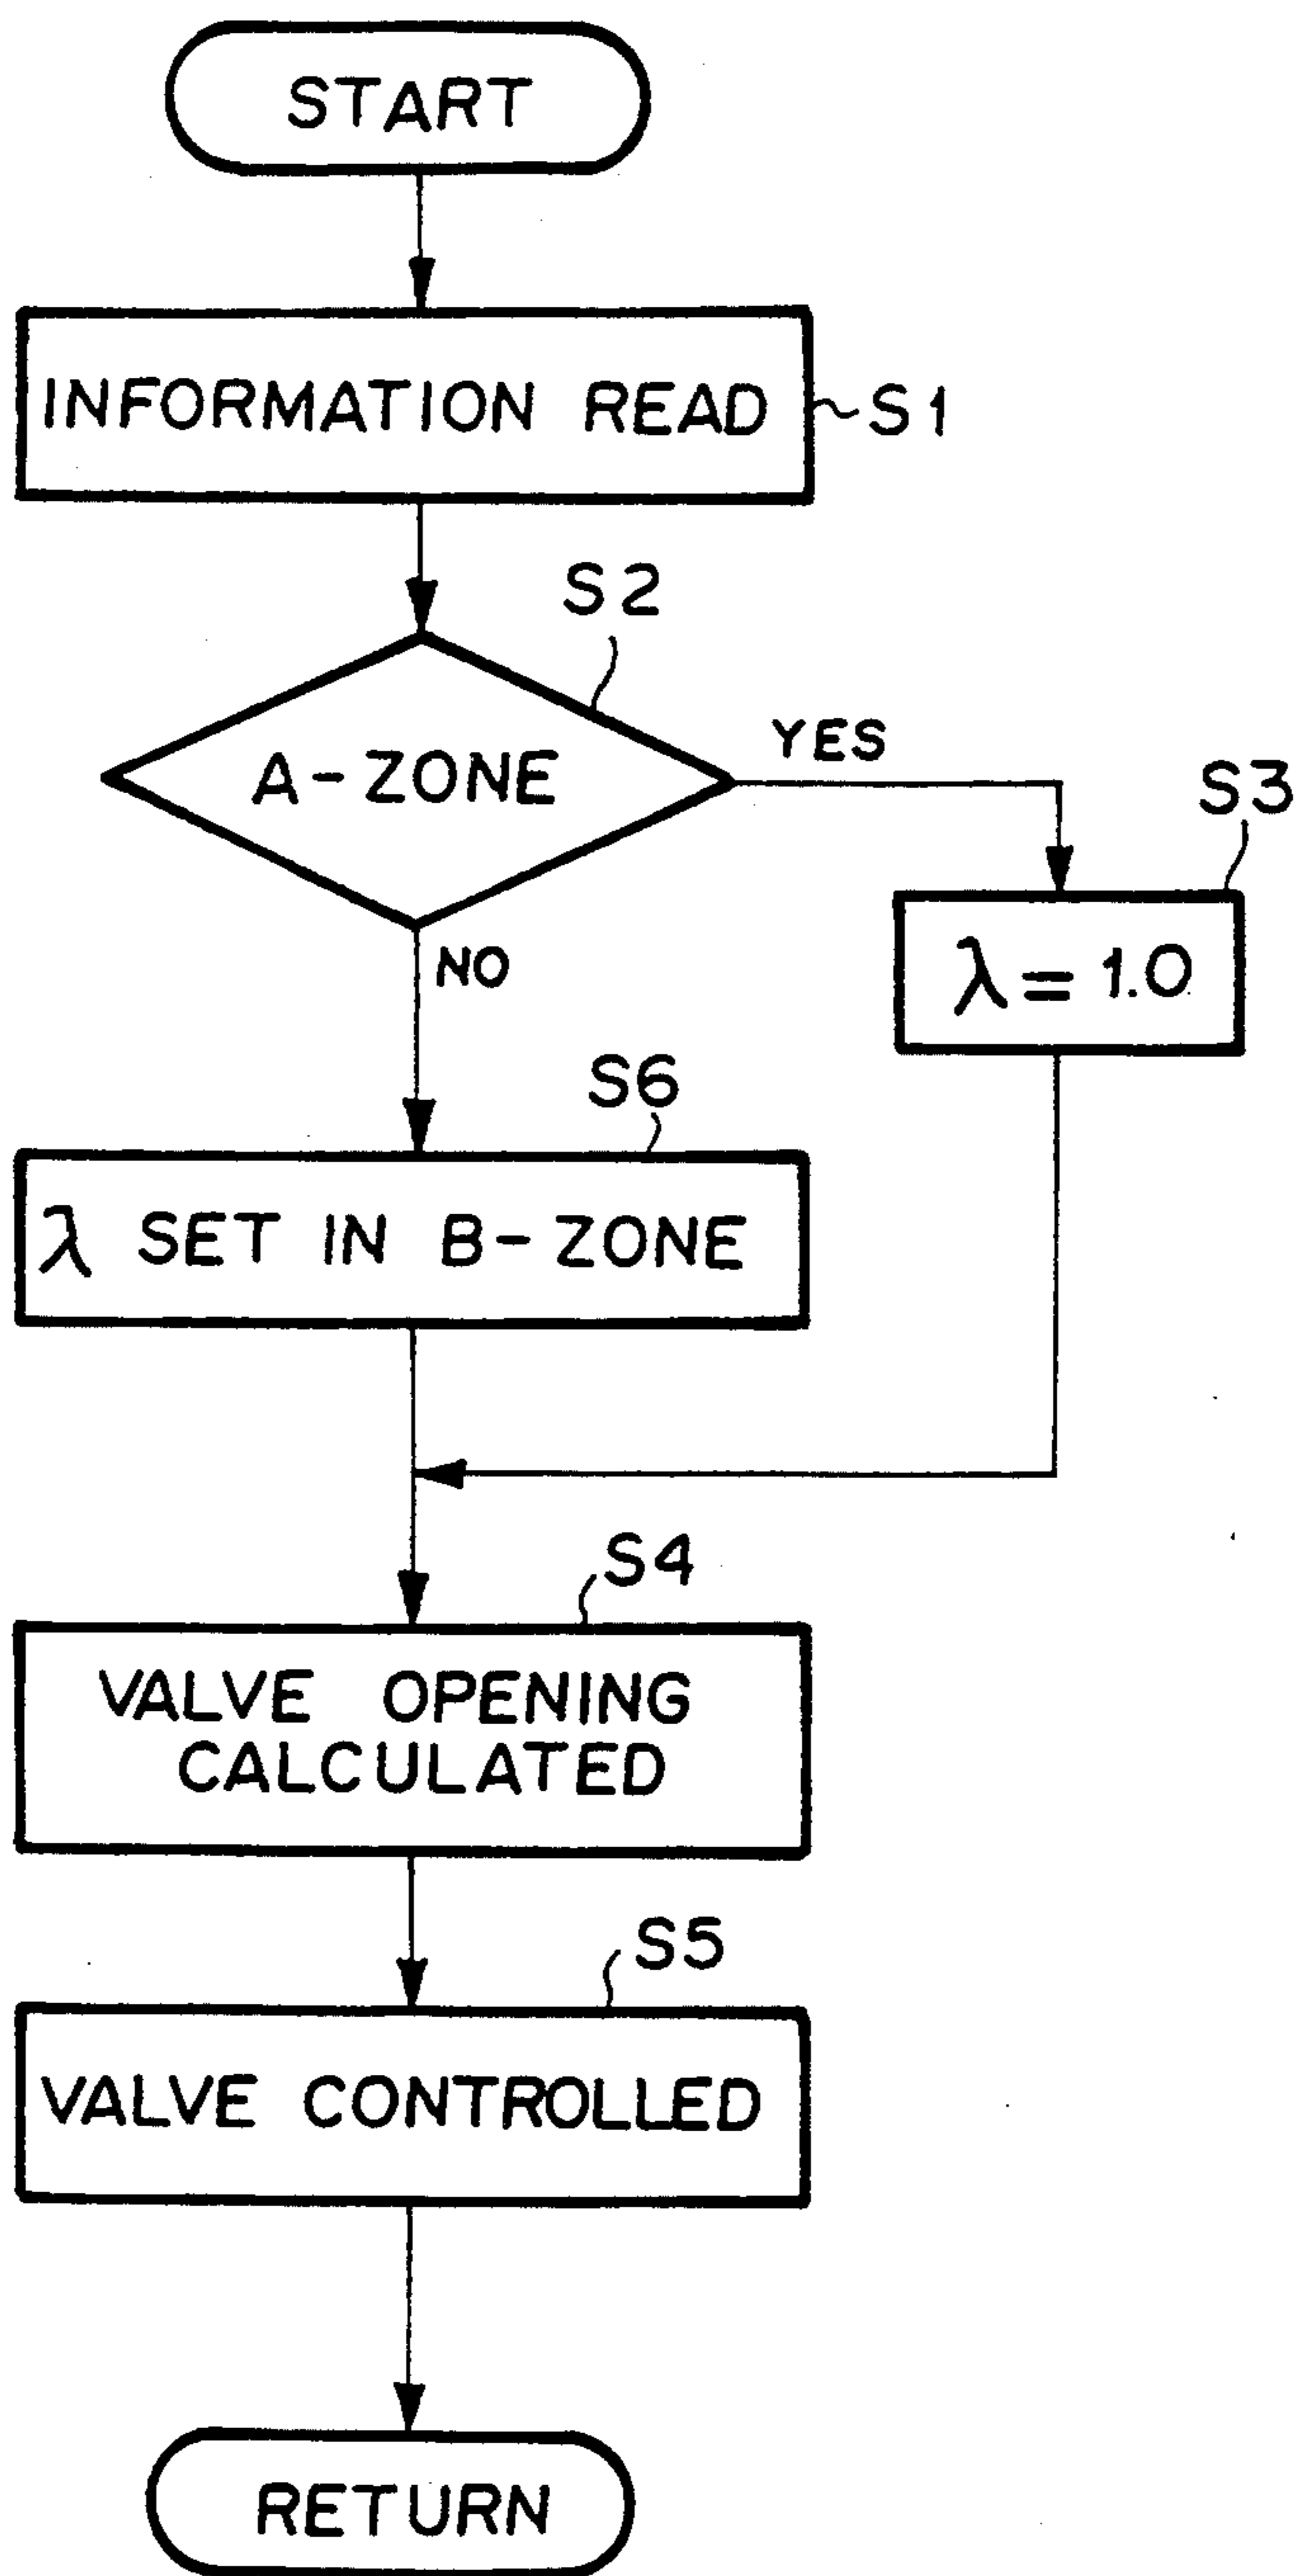 START
INFORMATION READ
S1
S2
A-ZONE
YES
S3
λ = 1.0
NO
S6
λ SET IN B-ZONE
S4
VALVE OPENING
CALCULATED
S5
VALVE CONTROLLED
RETURN